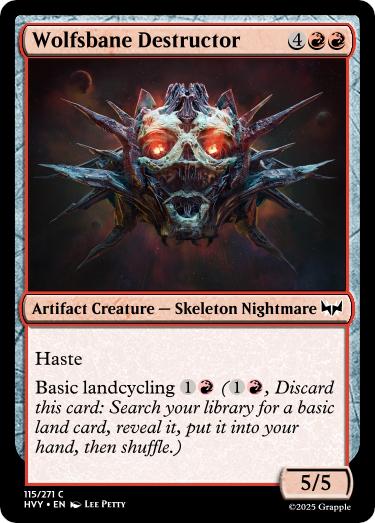 Wolfsbane Destructor 4
Artifact Creature — Skeleton Nightmare
Haste
Basic landcycling 1 (1, Discard
this card: Search your library for a basic
land card, reveal it, put it into your
hand, then shuffle.)
5/5
115/271 C
HVY • EN Lee Petty
©2025 Grapple